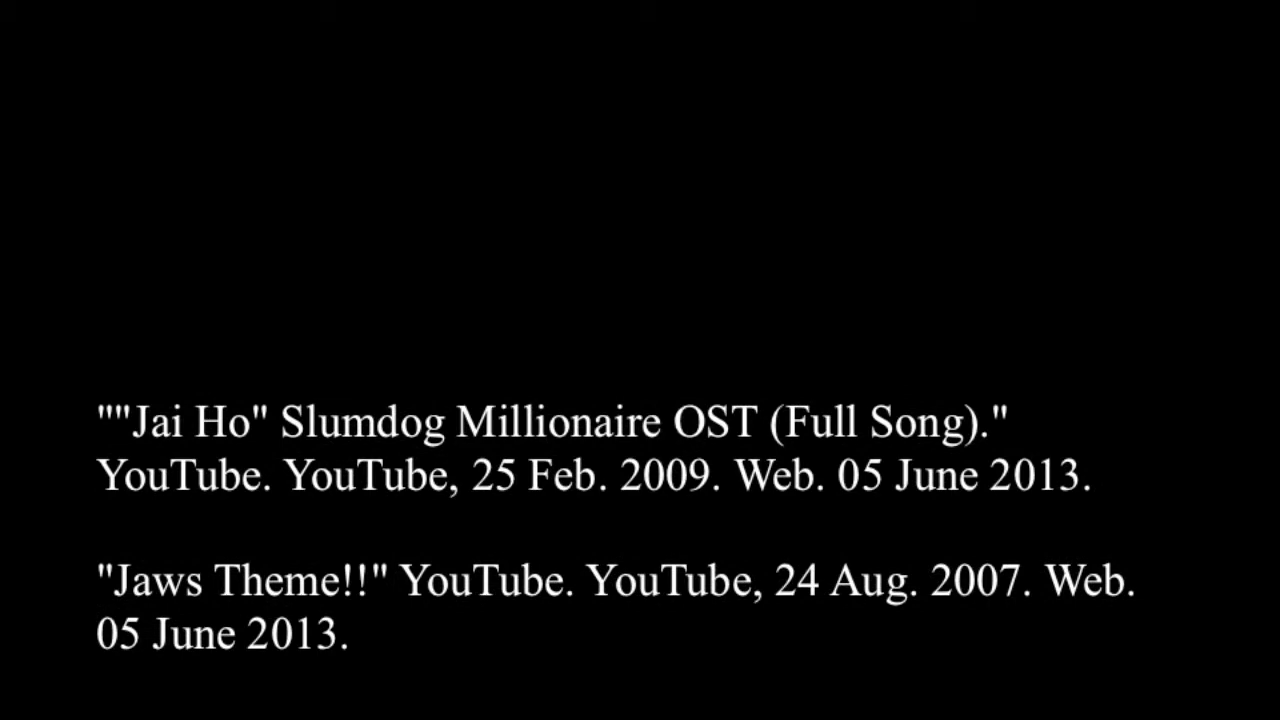 ""Jai Ho" Slumdog Millionaire OST (Full Song)."
YouTube. YouTube, 25 Feb. 2009. Web. 05 June 2013.
"Jaws Theme!!" YouTube. YouTube, 24 Aug. 2007. Web.
05 June 2013.